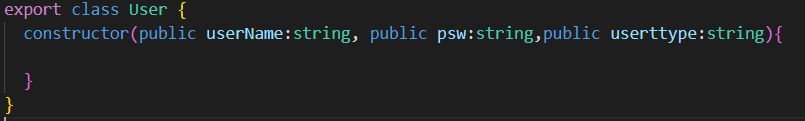 export class User {
constructor(public userName:string, public psw:string,public userttype:string){
}
}